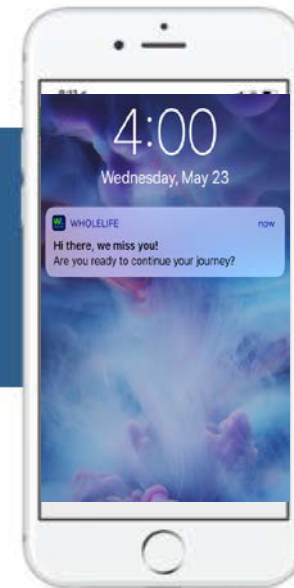 4:00
Wednesday, May 23
WHOLELIFE now
Hi there, we miss you!
Are you ready to continue your journey?